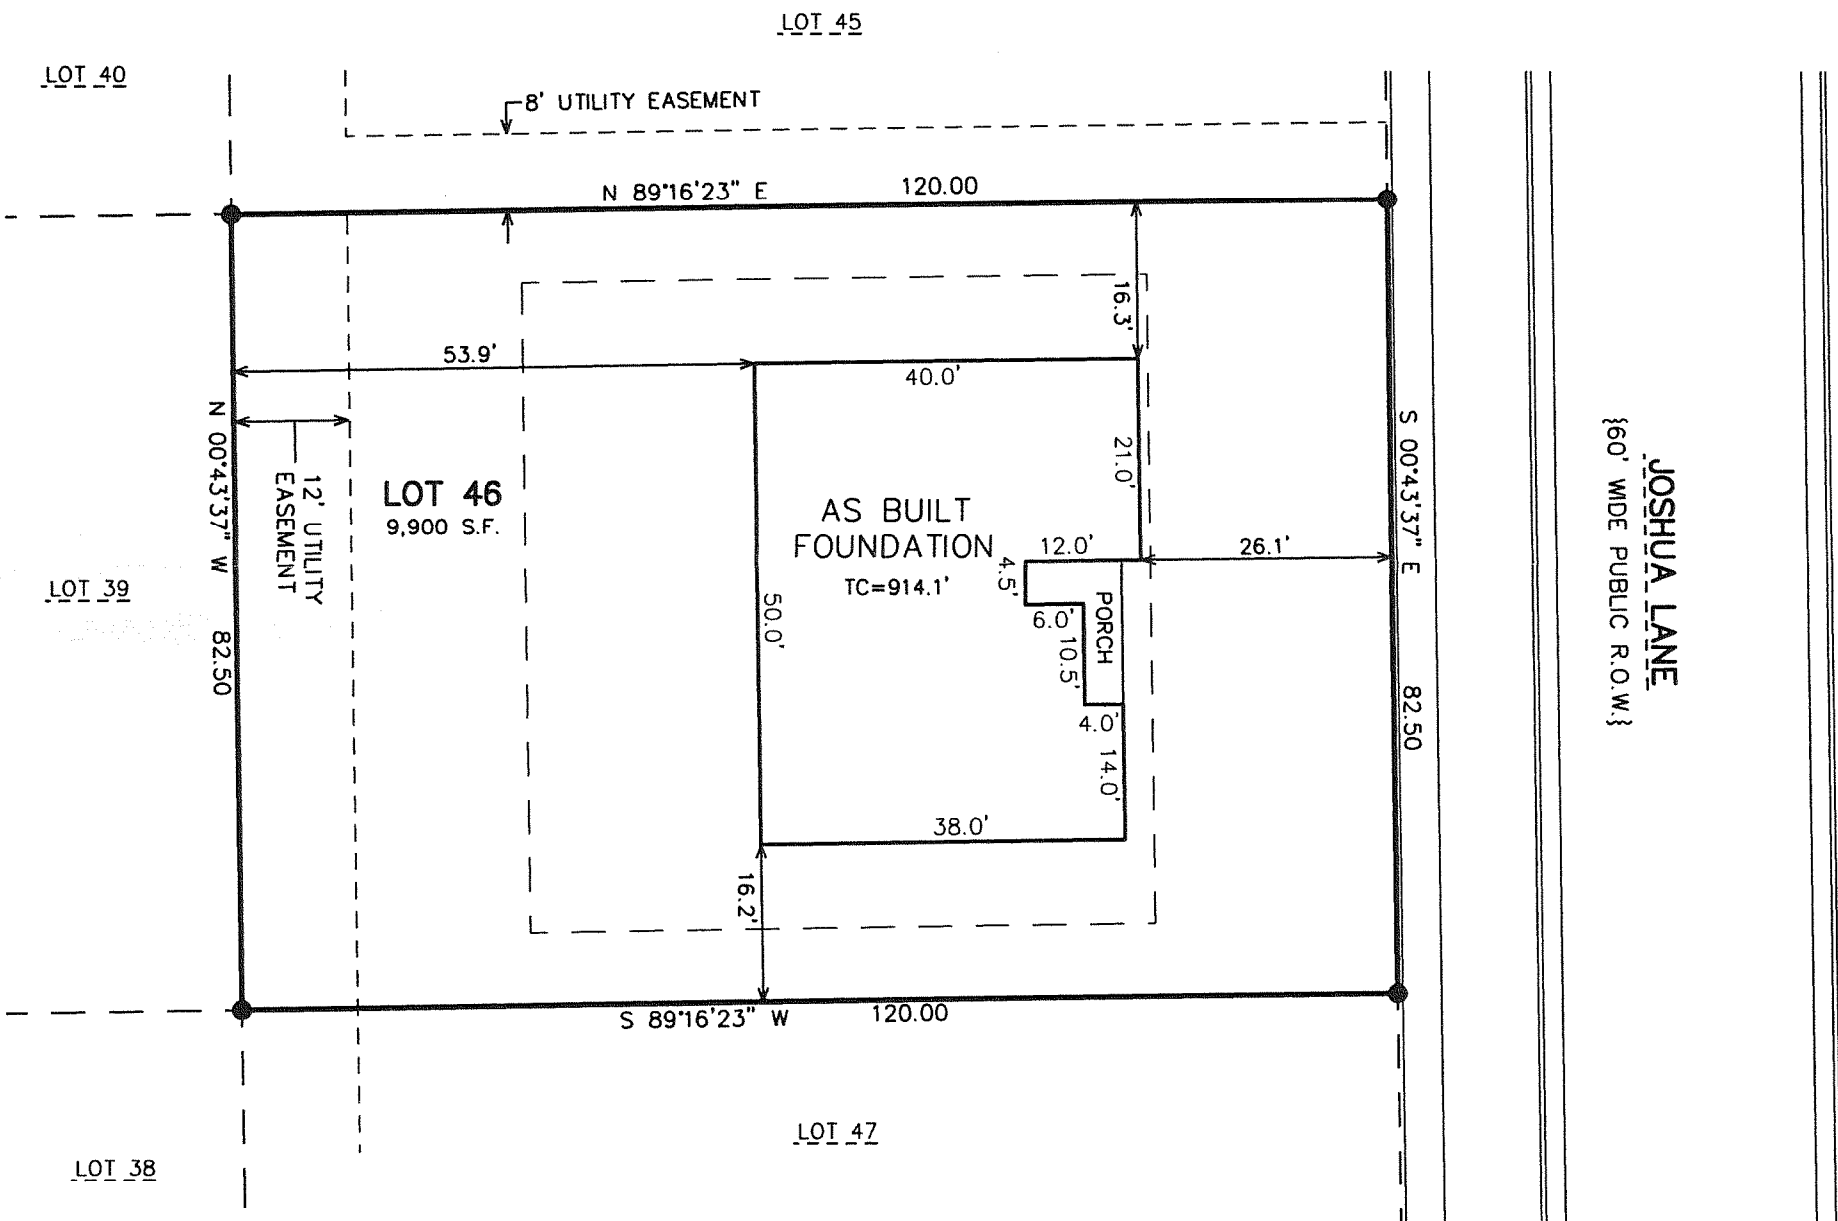 LOT 45
LOT 40
8' UTILITY EASEMENT
N 89°16'23" E 120.00
16.3'
53.9'
40.0'
N 00°43'37" W 82.50
12' UTILITY
EASEMENT
LOT 46
9,900 S.F.
21.0'
AS BUILT
FOUNDATION
TC=914.1'
12.0'
26.1'
4.5'
6.0'
PORCH
10.5'
4.0'
14.0'
50.0'
38.0'
16.2'
S 00°43'37" E 82.50
JOSHUA LANE
{60' WIDE PUBLIC R.O.W.}
LOT 39
S 89°16'23" W 120.00
LOT 47
LOT 38